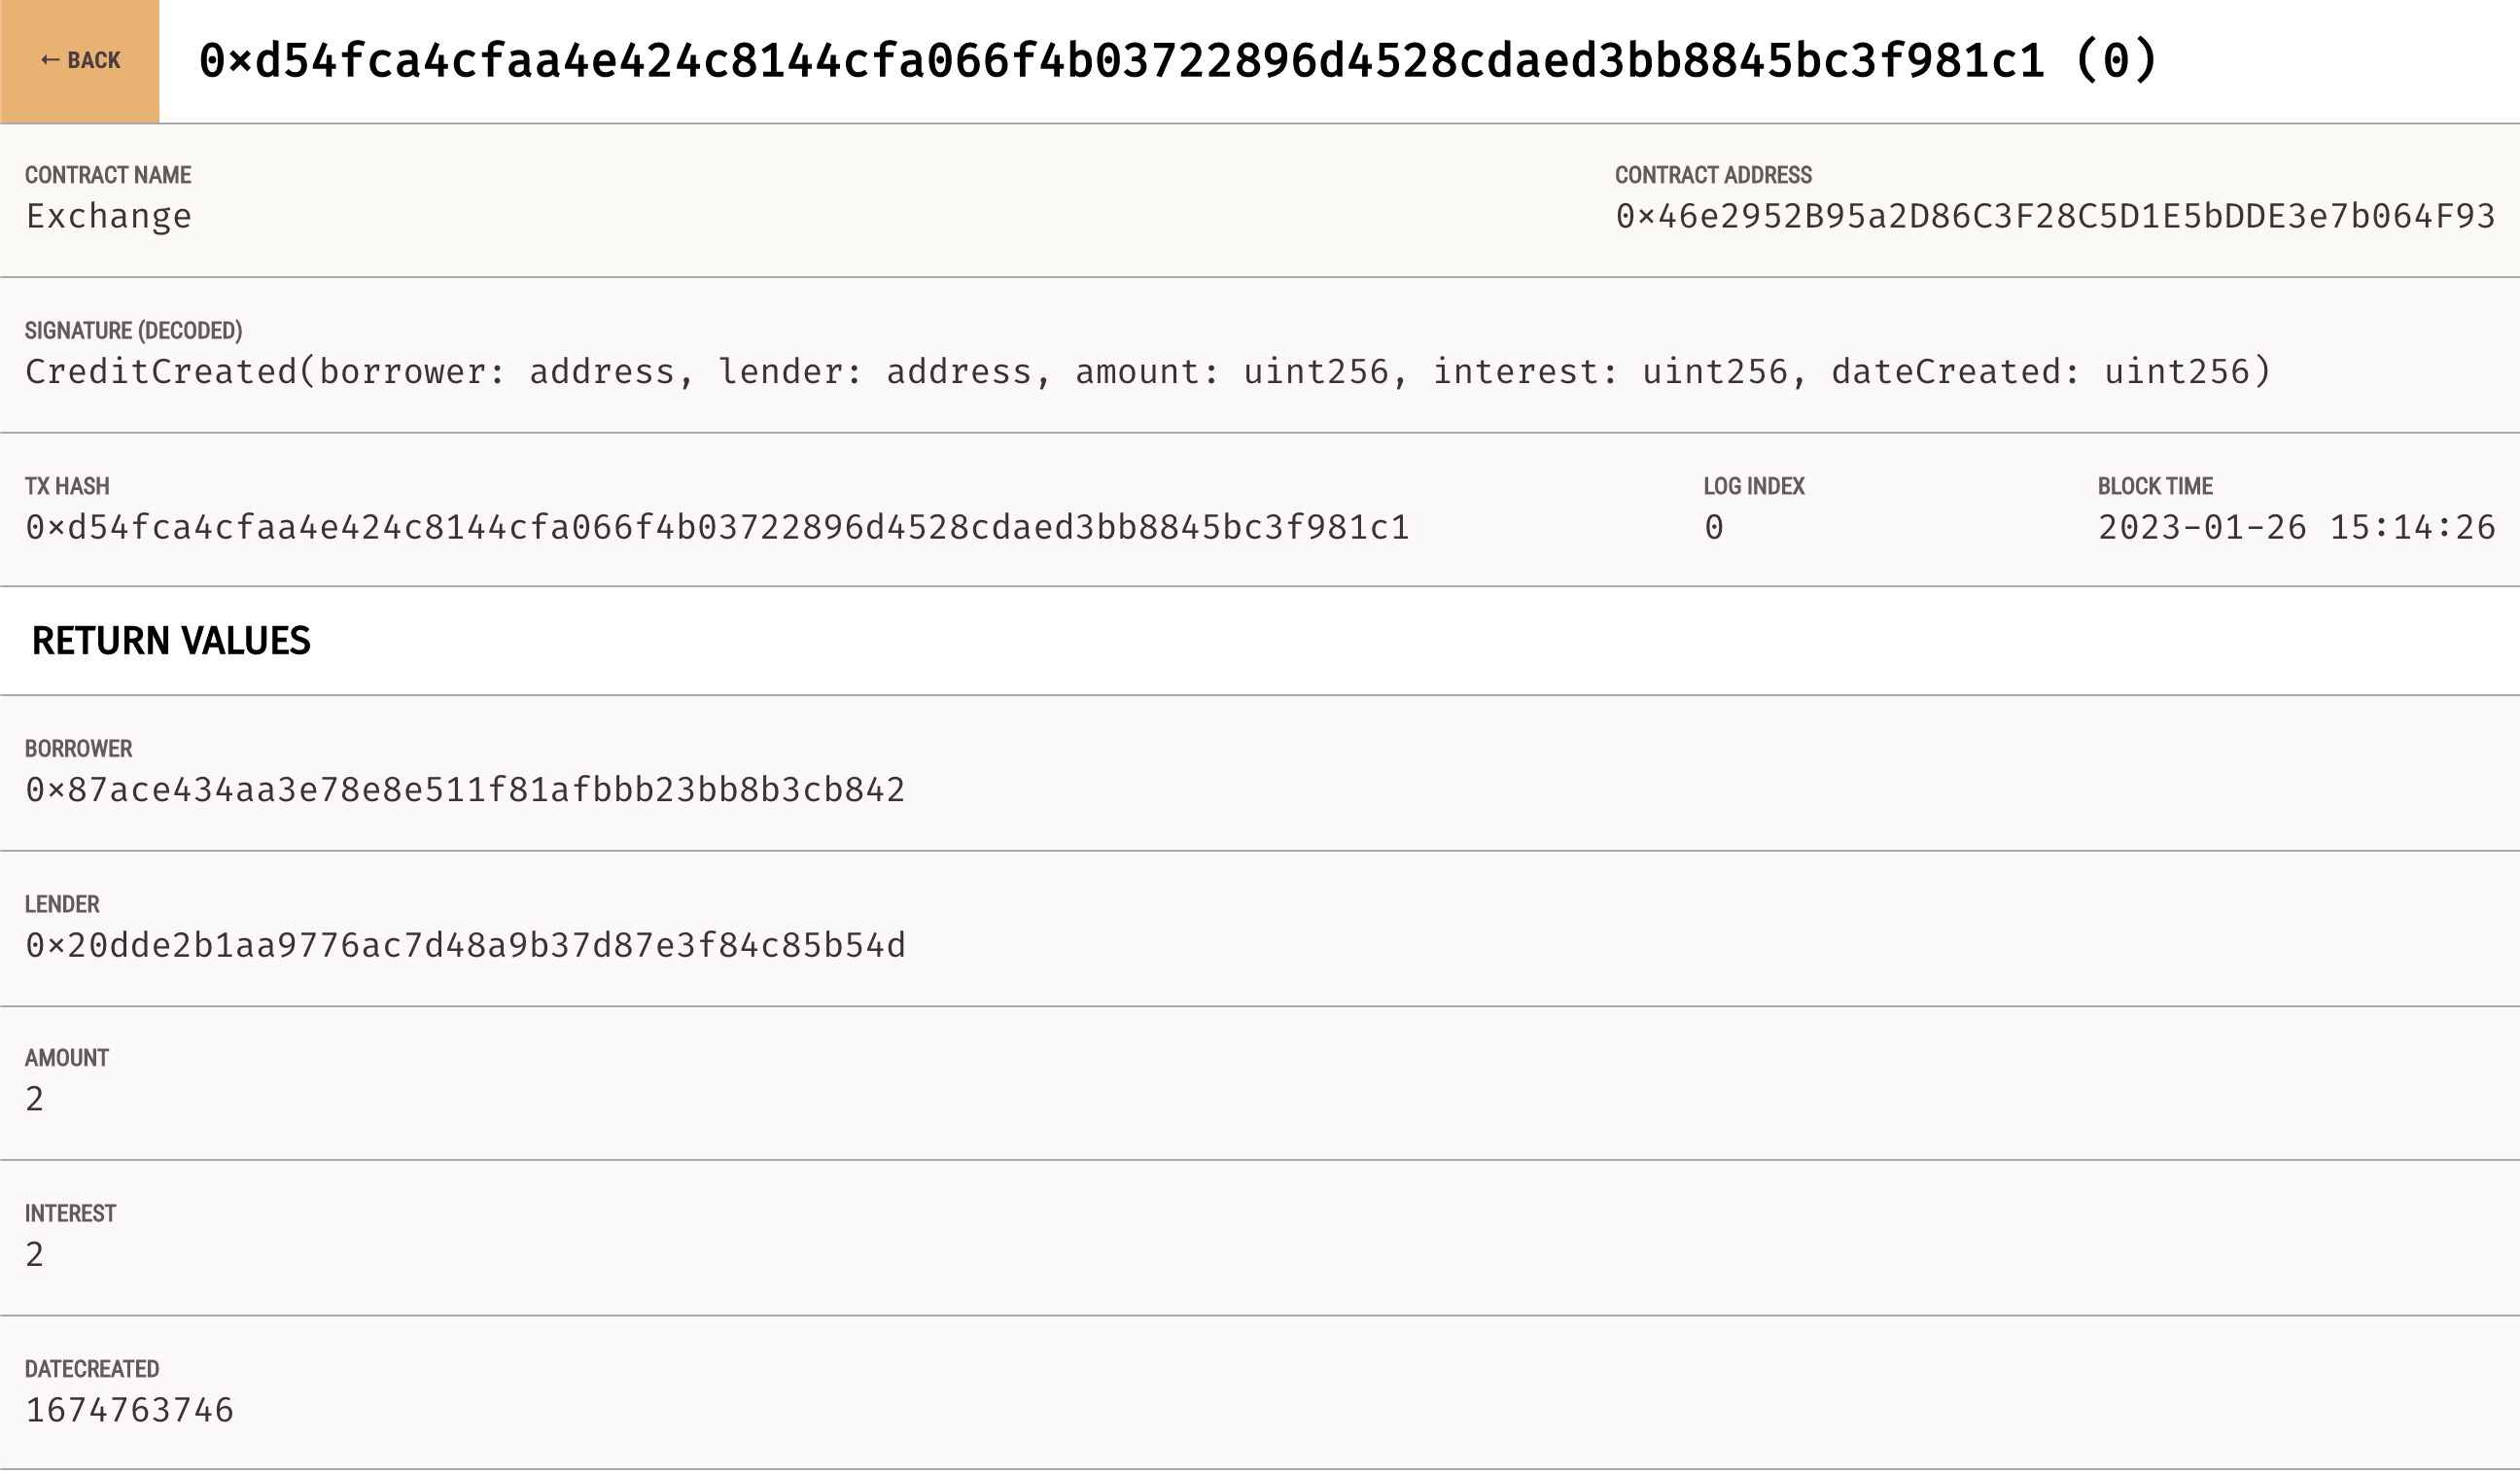 ← BACK
0×d54fca4cfaa4e424c8144cfa066f4b03722896d4528cdaed3bb8845bc3f981c1 (0)
CONTRACT NAME
Exchange
CONTRACT ADDRESS
0×46e2952B95a2D86C3F28C5D1E5bDDE3e7b064F93
SIGNATURE (DECODED)
CreditCreated(borrower: address, lender: address, amount: uint256, interest: uint256, dateCreated: uint256)
TX HASH
0×d54fca4cfaa4e424c8144cfa066f4b03722896d4528cdaed3bb8845bc3f981c1
LOG INDEX
0
BLOCK TIME
2023-01-26 15:14:26
RETURN VALUES
BORROWER
0×87ace434aa3e78e8e511f81afbbb23bb8b3cb842
LENDER
0×20dde2b1aa9776ac7d48a9b37d87e3f84c85b54d
AMOUNT
2
INTEREST
2
DATECREATED
1674763746